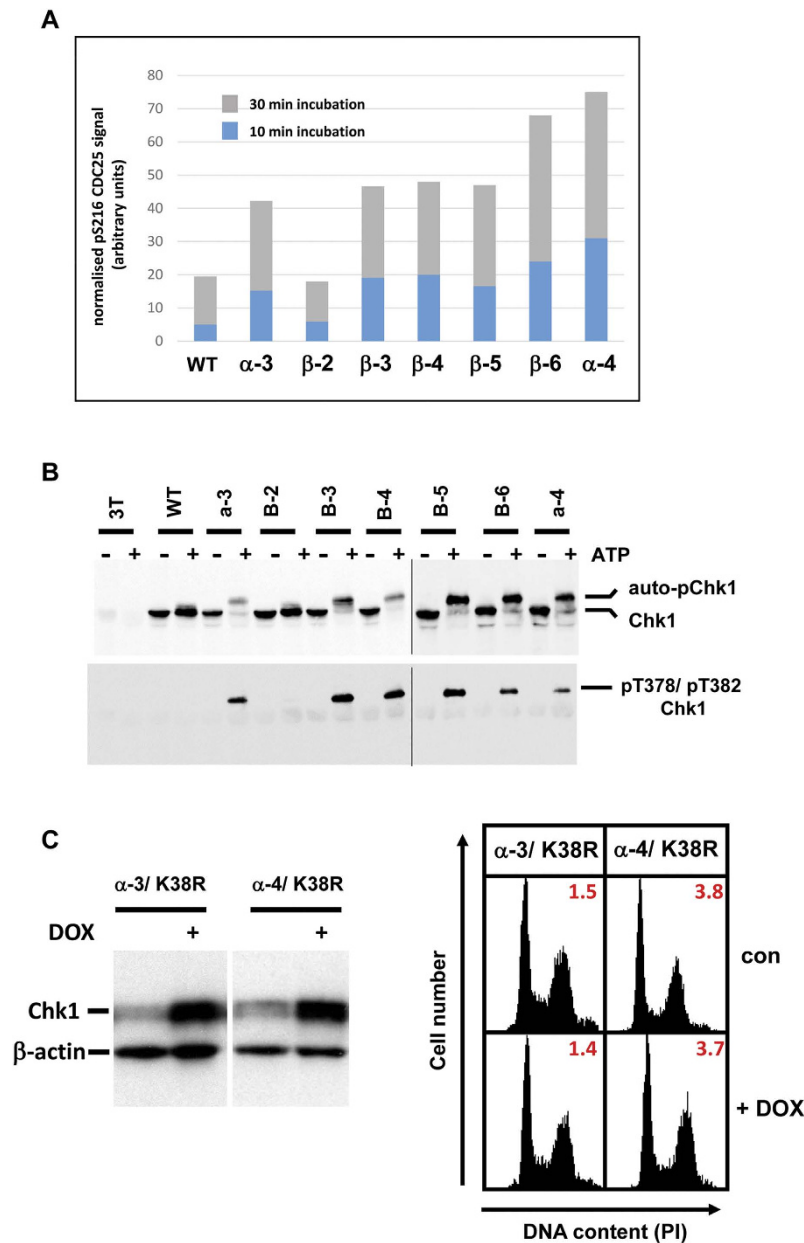 A
normalised pS216 CDC25 signal
(arbitrary units)
80
70
60
50
40
30
20
10
0
30 min incubation
10 min incubation
WT α-3 β-2 β-3 β-4 β-5 β-6 α-4
B
3T WT a-3 B-2 B-3 B-4 B-5 B-6 a-4
- + - + - + - + - + - + - + - + - + ATP
auto-pChk1
Chk1
pT378/ pT382
Chk1
C
α-3/ K38R α-4/ K38R
DOX + +
Chk1
β-actin
α-3/ K38R α-4/ K38R
Cell number
1.5 3.8
con
1.4 3.7
+ DOX
DNA content (PI)